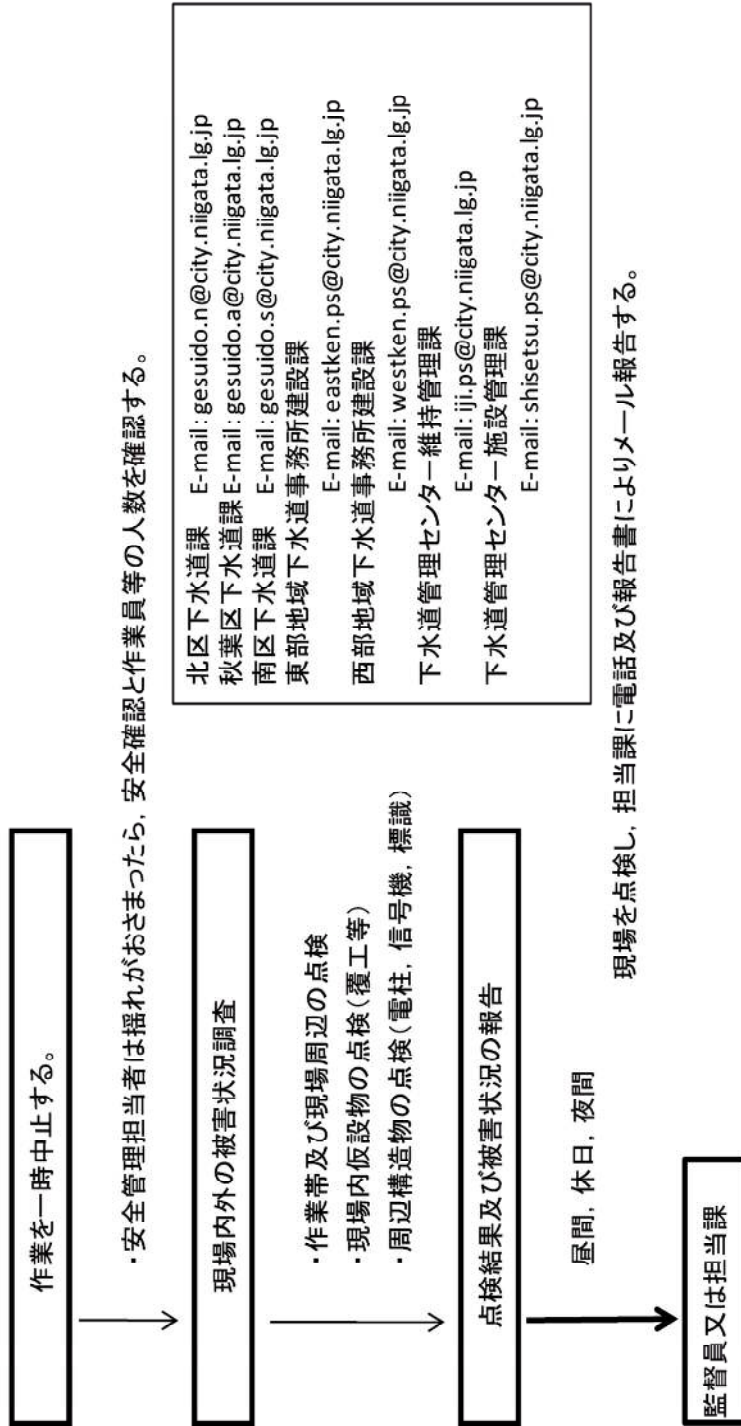 作業を一時中止する。
・安全管理担当者は揺れがおさまったら，安全確認と作業員等の人数を確認する。
現場内外の被害状況調査
・作業帯及び現場周辺の点検
・現場内仮設物の点検（覆工等）
・周辺構造物の点検（電柱，信号機，標識）
点検結果及び被害状況の報告
昼間，休日，夜間
現場を点検し，担当課に電話及び報告書によりメール報告する。
監督員又は担当課
北区下水道課 E-mail: gesuido.n@city.niigata.lg.jp
秋葉区下水道課 E-mail: gesuido.a@city.niigata.lg.jp
南区下水道課 E-mail: gesuido.s@city.niigata.lg.jp
東部地域下水道事務所建設課
E-mail: eastken.ps@city.niigata.lg.jp
西部地域下水道事務所建設課
E-mail: westken.ps@city.niigata.lg.jp
下水道管理センター維持管理課
E-mail: iji.ps@city.niigata.lg.jp
下水道管理センター施設管理課
E-mail: shisetsu.ps@city.niigata.lg.jp